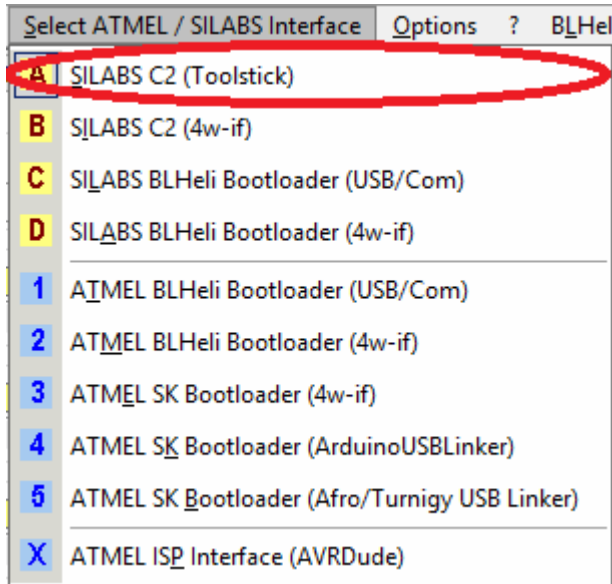 Select ATMEL / SILABS Interface Options ? BLHel
A SILABS C2 (Toolstick)
B SILABS C2 (4w-if)
C SILABS BLHeli Bootloader (USB/Com)
D SILABS BLHeli Bootloader (4w-if)
1 ATMEL BLHeli Bootloader (USB/Com)
2 ATMEL BLHeli Bootloader (4w-if)
3 ATMEL SK Bootloader (4w-if)
4 ATMEL SK Bootloader (ArduinoUSBLinker)
5 ATMEL SK Bootloader (Afro/Turnigy USB Linker)
X ATMEL ISP Interface (AVRDude)